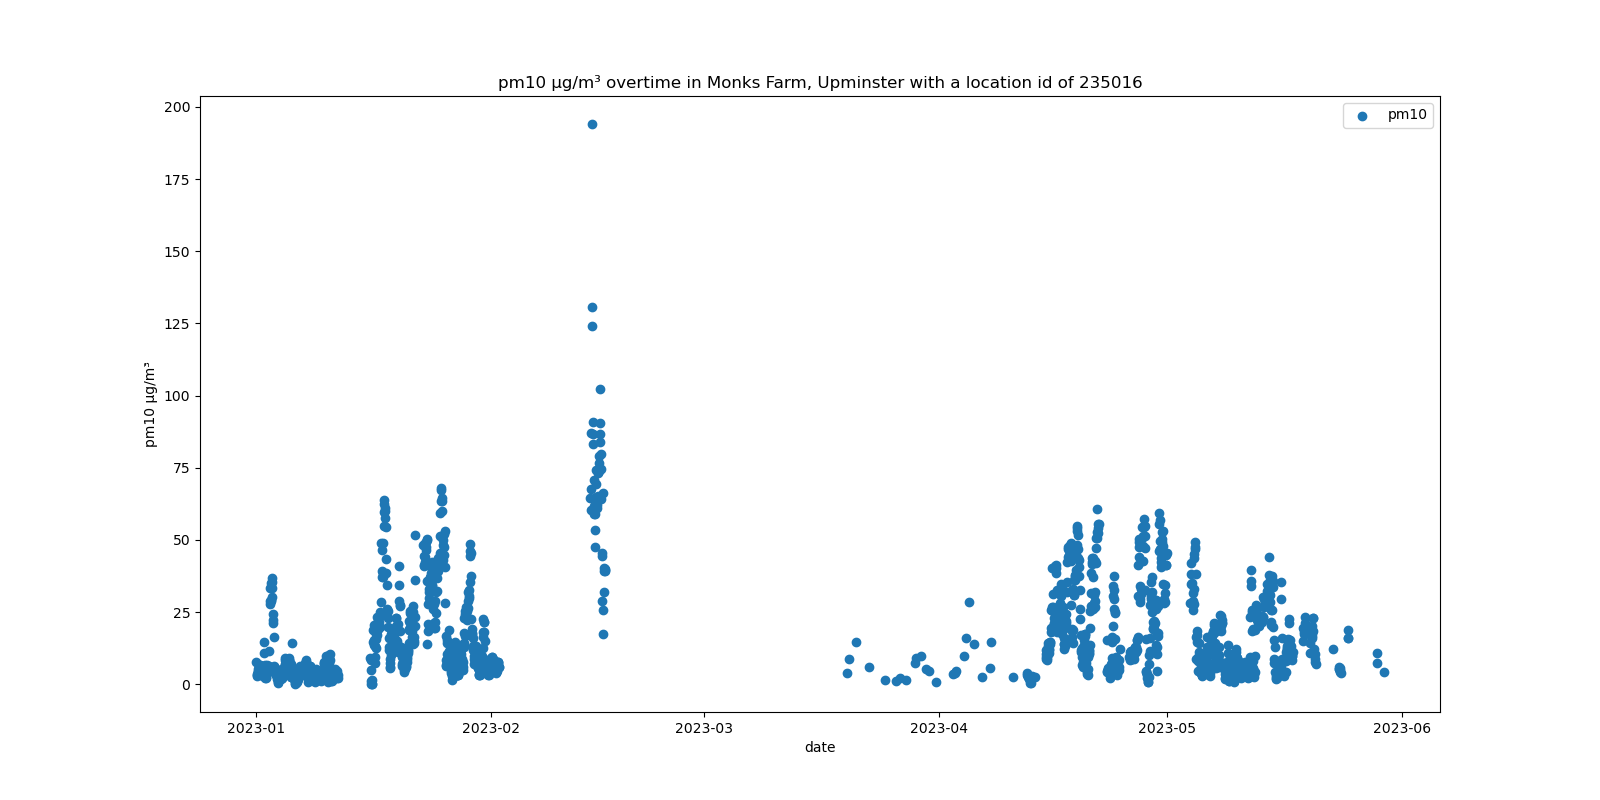 pm10 µg/m³ overtime in Monks Farm, Upminster with a location id of 235016
pm10
200
175
150
125
100
75
50
25
0
pm10 µg/m³
2023-01 2023-02 2023-03 2023-04 2023-05 2023-06
date